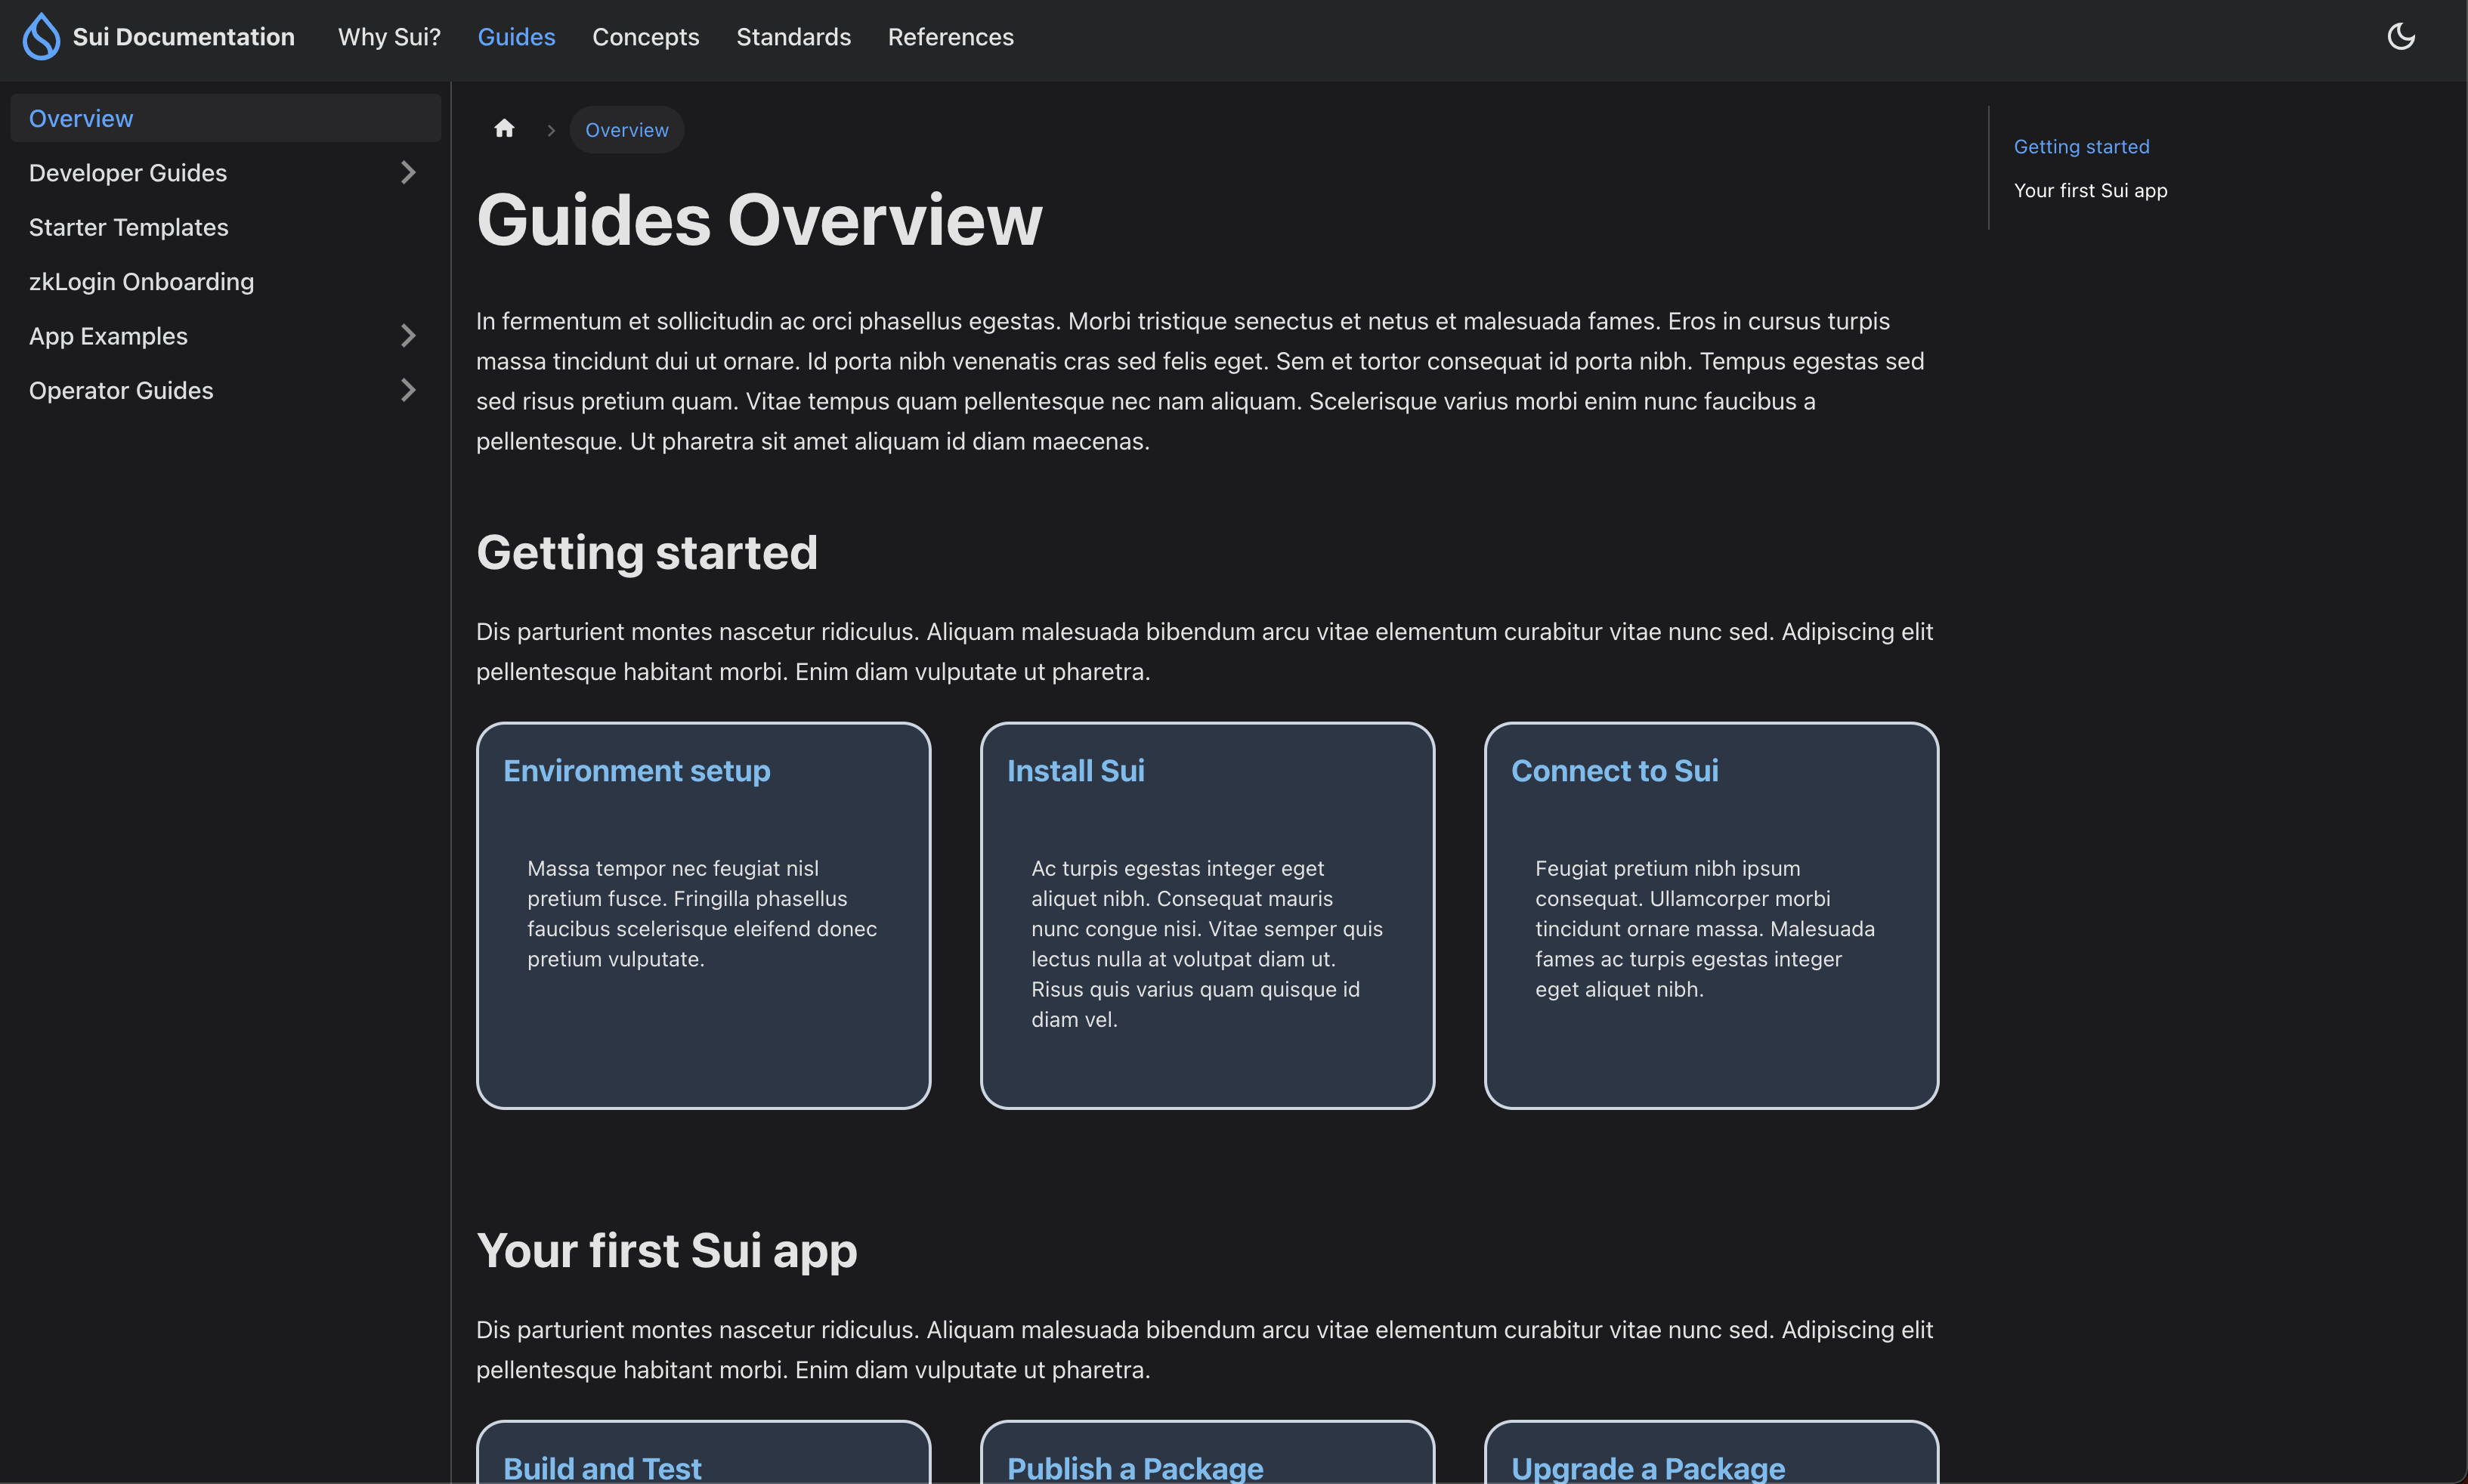 Sui Documentation
Why Sui?
Guides
Concepts
Standards
References
Overview
Developer Guides
Starter Templates
zkLogin Onboarding
App Examples
Operator Guides
Overview
Guides Overview
In fermentum et sollicitudin ac orci phasellus egestas. Morbi tristique senectus et netus et malesuada fames. Eros in cursus turpis
massa tincidunt dui ut ornare. Id porta nibh venenatis cras sed felis eget. Sem et tortor consequat id porta nibh. Tempus egestas sed
sed risus pretium quam. Vitae tempus quam pellentesque nec nam aliquam. Scelerisque varius morbi enim nunc faucibus a
pellentesque. Ut pharetra sit amet aliquam id diam maecenas.
Getting started
Dis parturient montes nascetur ridiculus. Aliquam malesuada bibendum arcu vitae elementum curabitur vitae nunc sed. Adipiscing elit
pellentesque habitant morbi. Enim diam vulputate ut pharetra.
Environment setup
Massa tempor nec feugiat nisl
pretium fusce. Fringilla phasellus
faucibus scelerisque eleifend donec
pretium vulputate.
Install Sui
Ac turpis egestas integer eget
aliquet nibh. Consequat mauris
nunc congue nisi. Vitae semper quis
lectus nulla at volutpat diam ut.
Risus quis varius quam quisque id
diam vel.
Connect to Sui
Feugiat pretium nibh ipsum
consequat. Ullamcorper morbi
tincidunt ornare massa. Malesuada
fames ac turpis egestas integer
eget aliquet nibh.
Your first Sui app
Dis parturient montes nascetur ridiculus. Aliquam malesuada bibendum arcu vitae elementum curabitur vitae nunc sed. Adipiscing elit
pellentesque habitant morbi. Enim diam vulputate ut pharetra.
Build and Test
Publish a Package
Upgrade a Package
Getting started
Your first Sui app